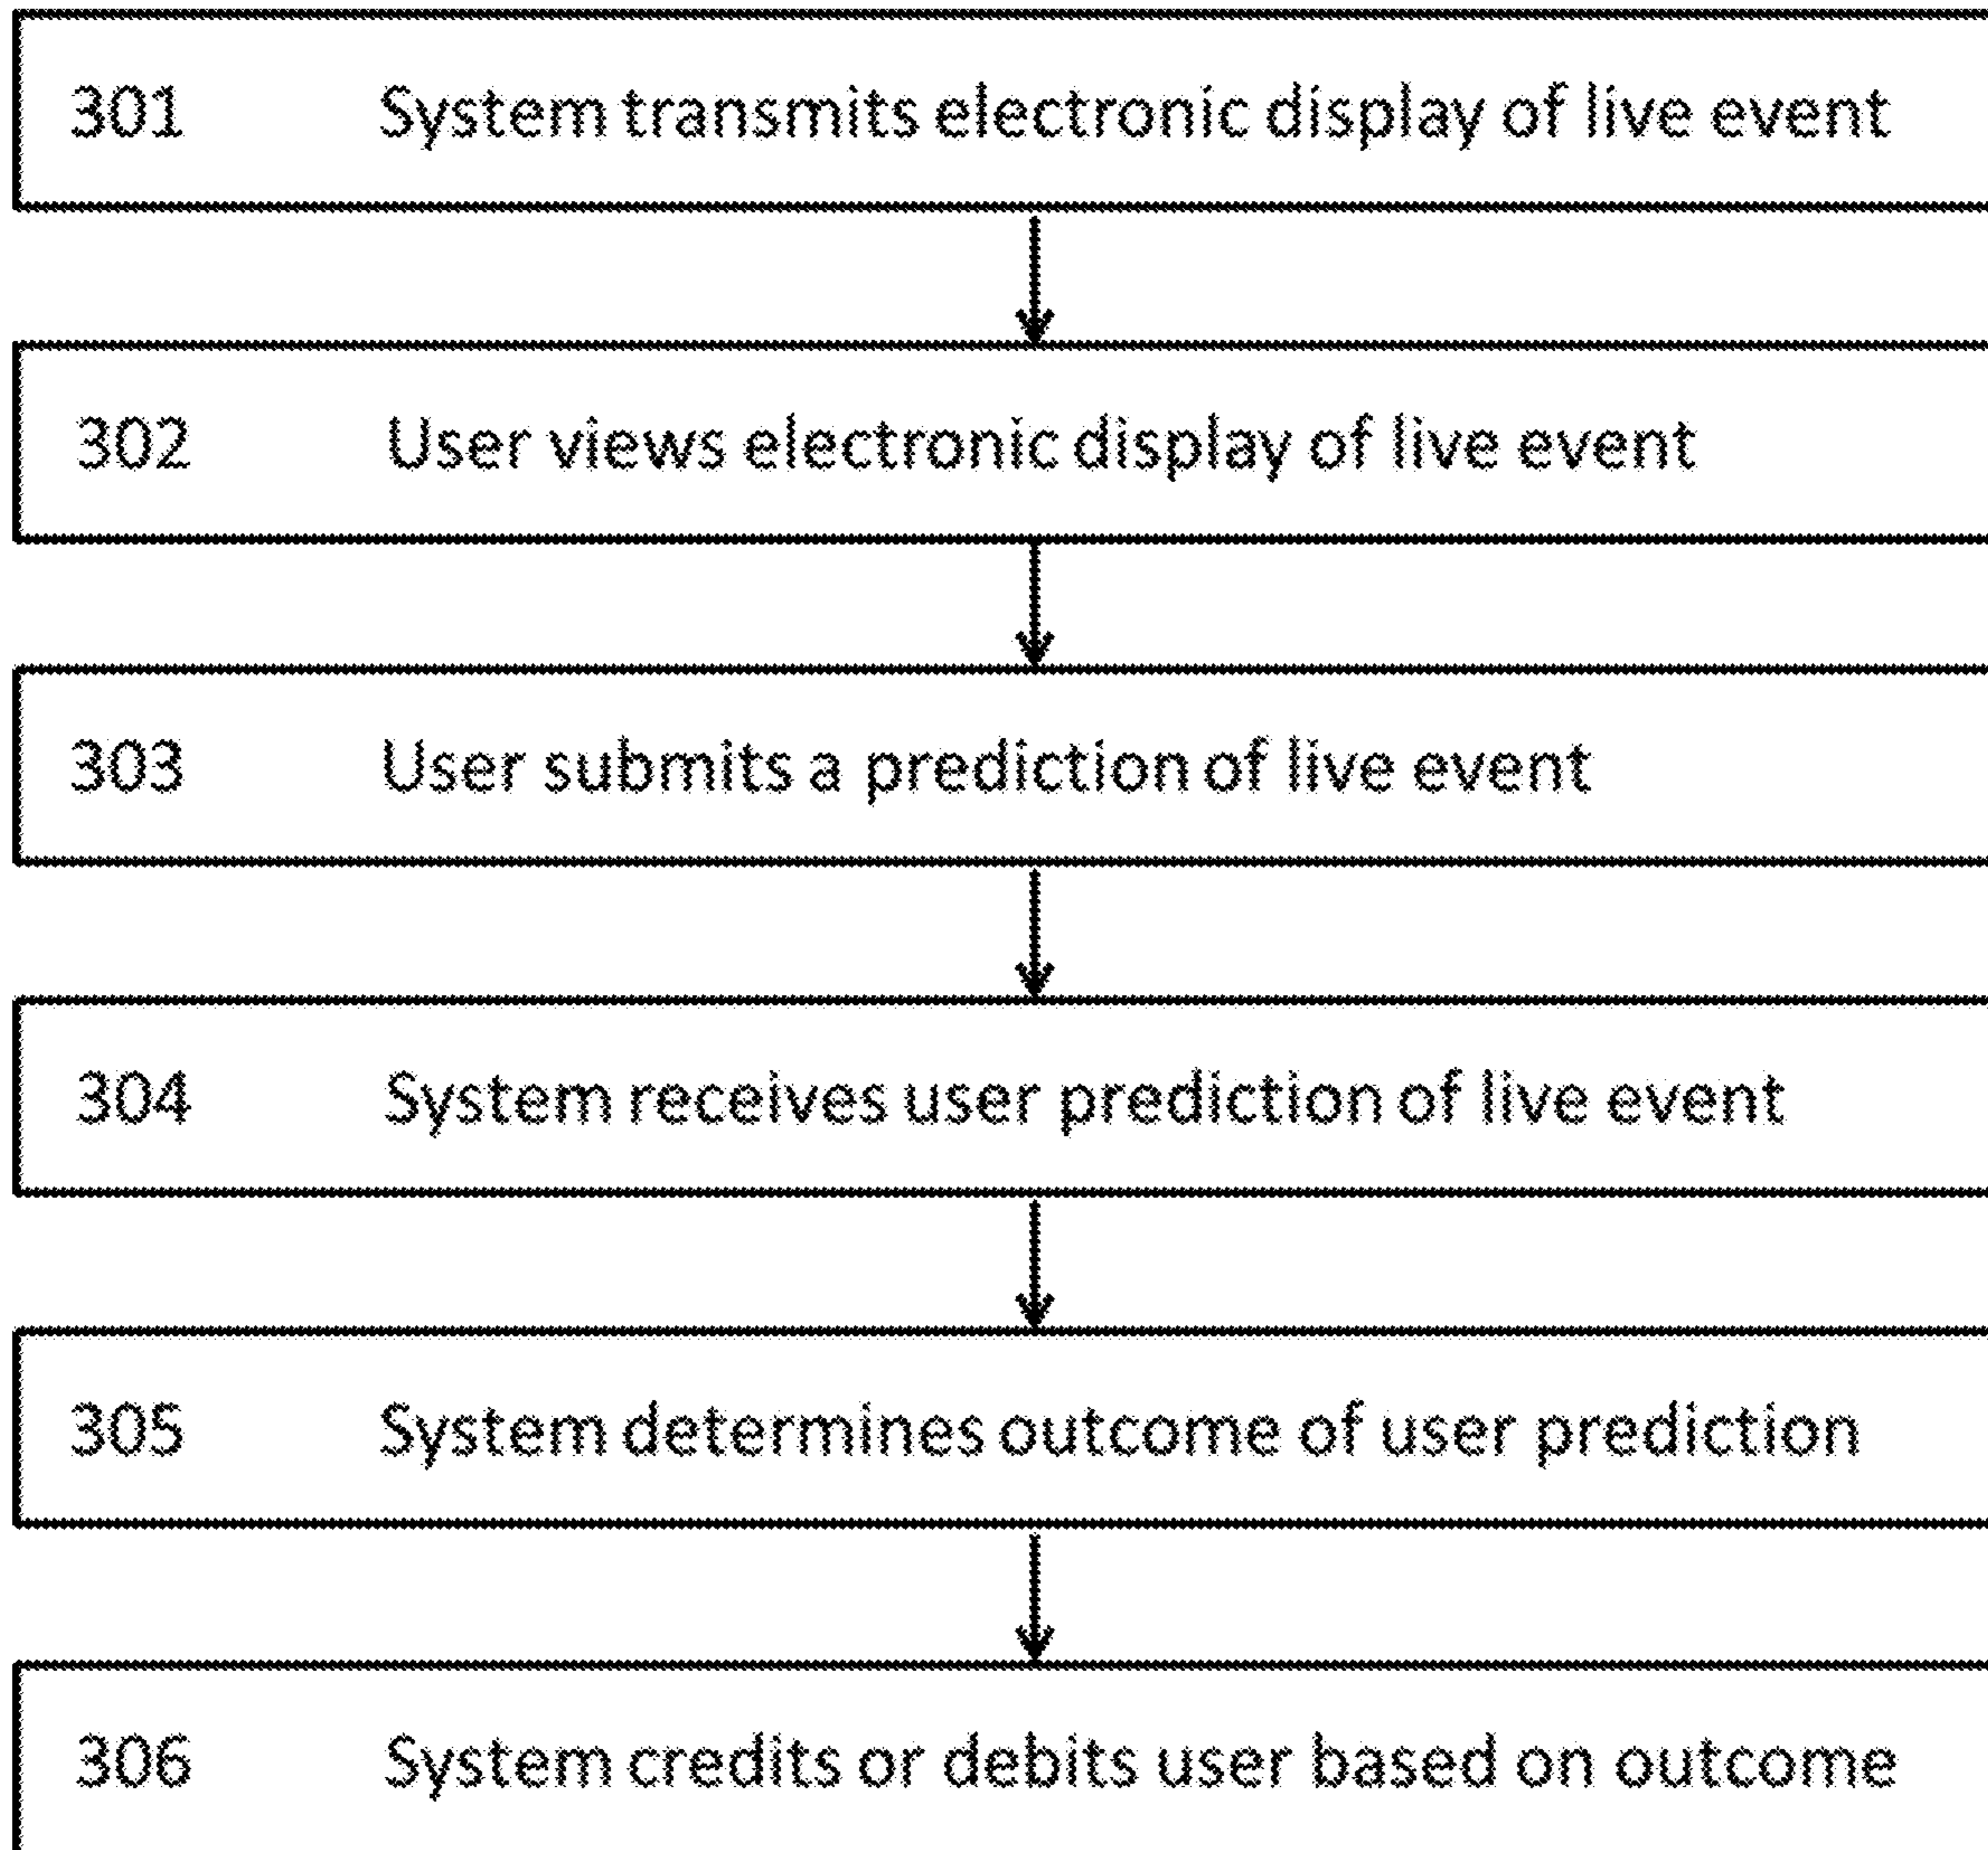 301 System transmits electronic display of live event
302 User views electronic display of live event
303 User submits a prediction of live event
304 System receives user prediction of live event
305 System determines outcome of user prediction
306 System credits or debits user based on outcome